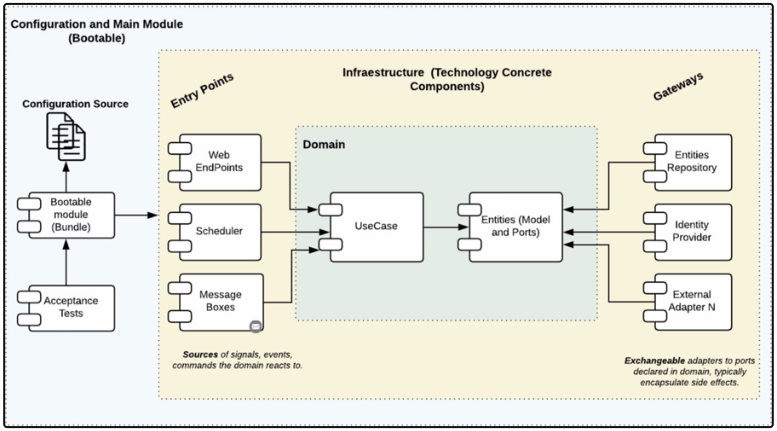 Configuration and Main Module
(Bootable)
Infraestructure (Technology Concrete
Components)
Entry Points
Gateways
Configuration Source
Domain
Web
EndPoints
Entities
Repository
Bootable
module
(Bundle)
Scheduler
UseCase
Entities (Model
and Ports)
Identity
Provider
Acceptance
Tests
Message
Boxes
External
Adapter N
Sources of signals, events,
commands the domain reacts to.
Exchangeable adapters to ports
declared in domain, typically
encapsulate side effects.